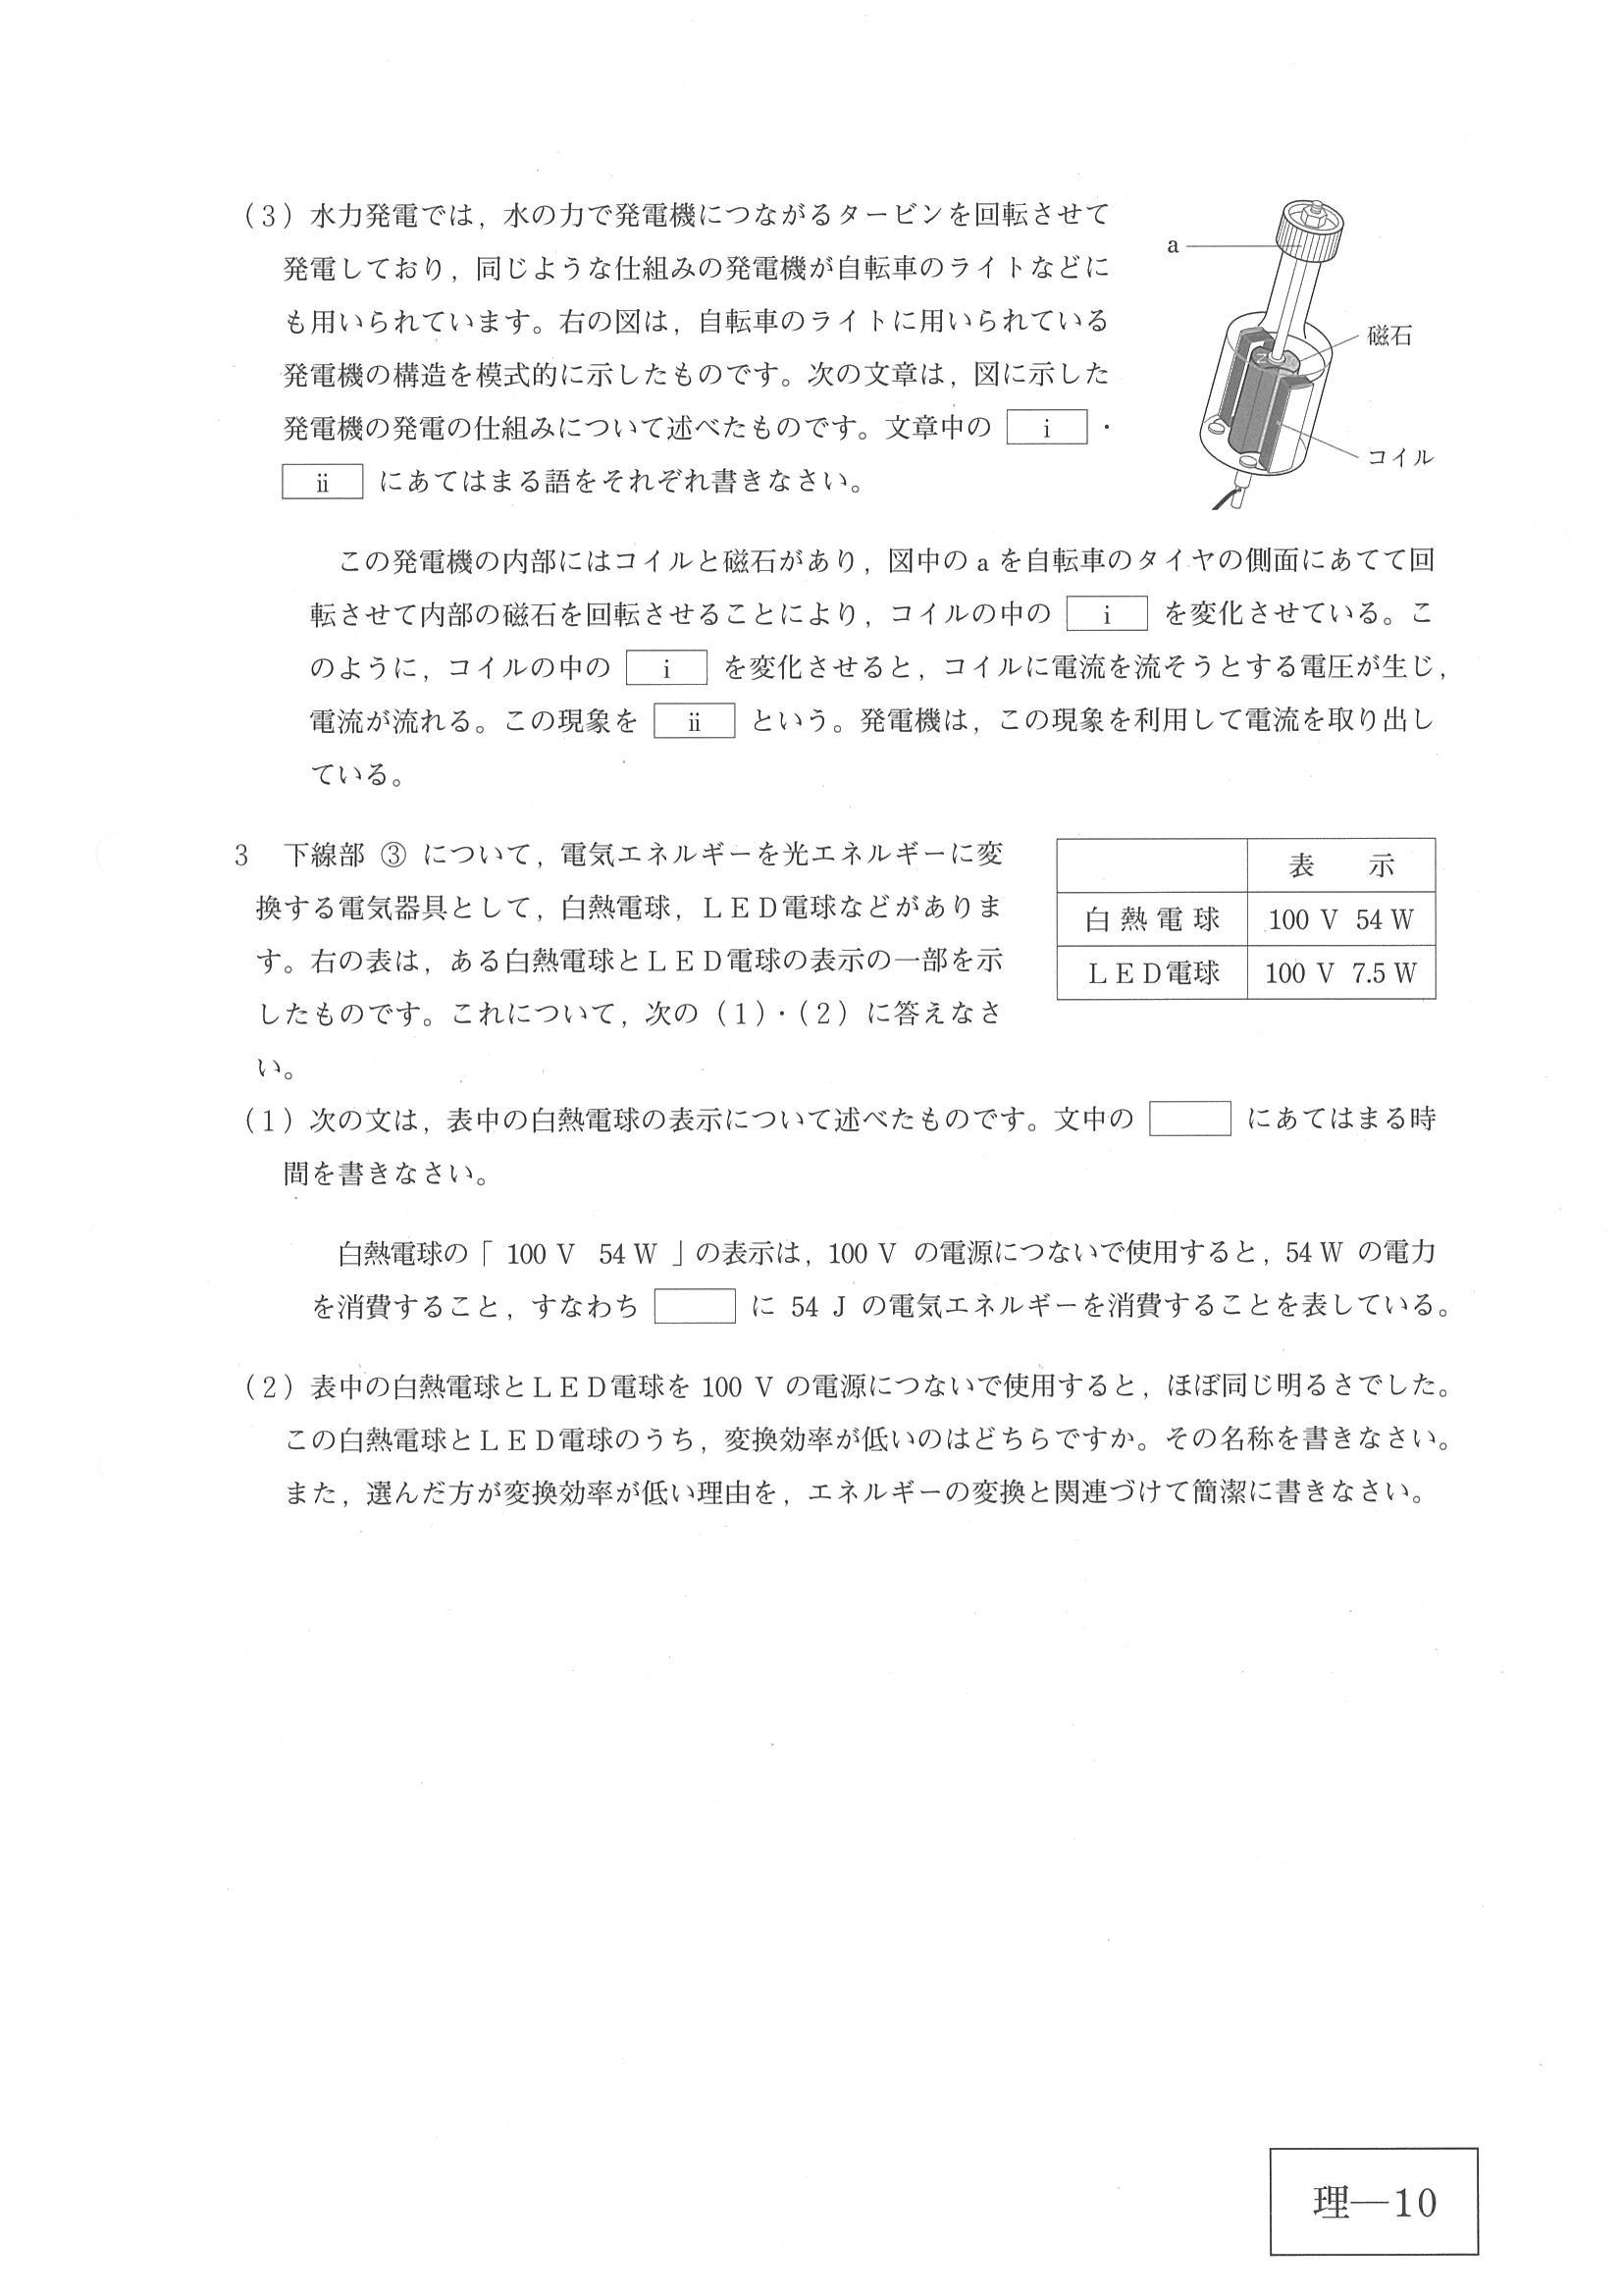 （３）水力発電では，水の力で発電機につながるタービンを回転させて
発電しており，同じような仕組みの発電機が自転車のライトなどに
も用いられています。右の図は，自転車のライトに用いられている
発電機の構造を模式的に示したものです。次の文章は，図に示した
発電機の発電の仕組みについて述べたものです。文章中の ⅰ ・
ⅱ にあてはまる語をそれぞれ書きなさい。
a
磁石
コイル
この発電機の内部にはコイルと磁石があり，図中の a を自転車のタイヤの側面にあてて回
転させて内部の磁石を回転させることにより，コイルの中の ⅰ を変化させている。こ
のように，コイルの中の ⅰ を変化させると，コイルに電流を流そうとする電圧が生じ，
電流が流れる。この現象を ⅱ という。発電機は，この現象を利用して電流を取り出し
ている。
３ 下線部 ③ について，電気エネルギーを光エネルギーに変
換する電気器具として，白熱電球，ＬＥＤ電球などがありま
す。右の表は，ある白熱電球とＬＥＤ電球の表示の一部を示
したものです。これについて，次の（１）・（２）に答えなさ
い。
表 示
白熱電球 100 V 54 W
ＬＥＤ電球 100 V 7.5 W
（１）次の文は，表中の白熱電球の表示について述べたものです。文中の にあてはまる時
間を書きなさい。
白熱電球の「 100 V 54 W 」の表示は，100 V の電源につないで使用すると，54 W の電力
を消費すること，すなわち に 54 J の電気エネルギーを消費することを表している。
（２）表中の白熱電球とＬＥＤ電球を 100 V の電源につないで使用すると，ほぼ同じ明るさでした。
この白熱電球とＬＥＤ電球のうち，変換効率が低いのはどちらですか。その名称を書きなさい。
また，選んだ方が変換効率が低い理由を，エネルギーの変換と関連づけて簡潔に書きなさい。
理—10